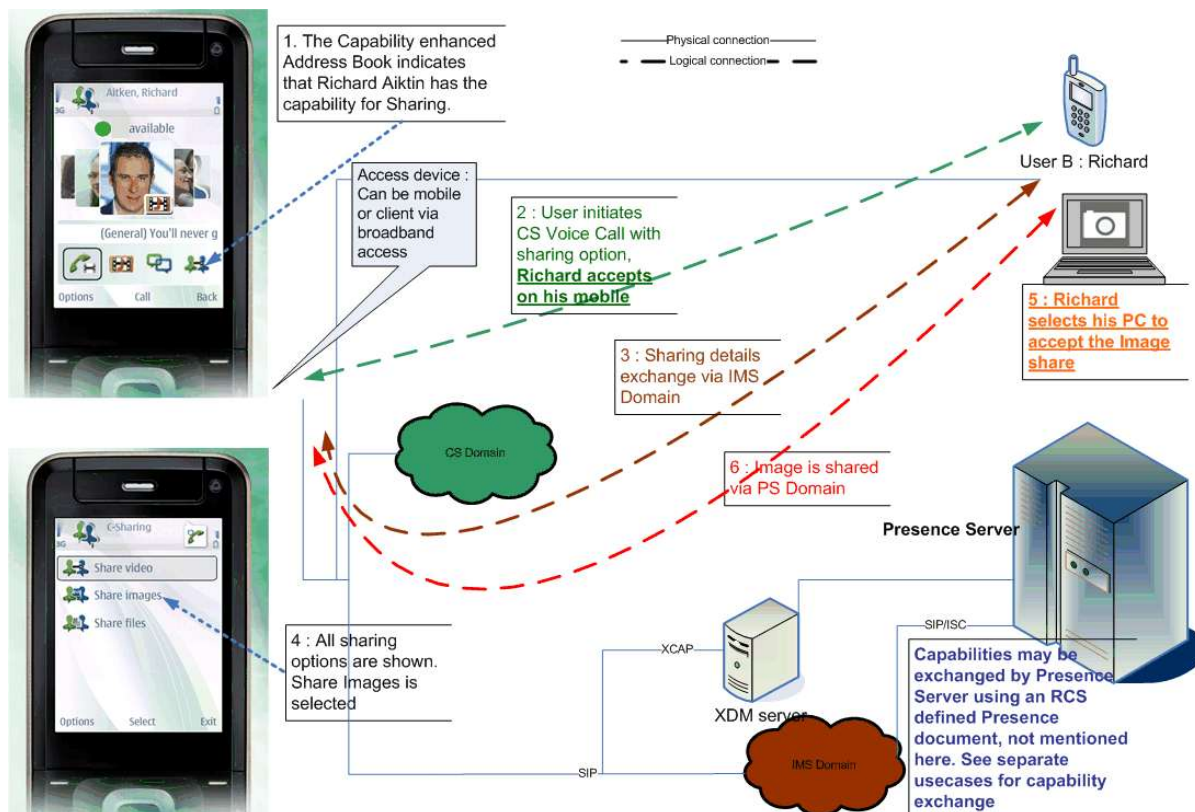 1. The Capability enhanced
Address Book indicates
that Richard Aiktin has the
capability for Sharing.
Physical connection
Logical connection
3G
Aitken, Richard
available
(General) You'll never g
Options
Call
Back
Access device :
Can be mobile
or client via
broadband
access
2 : User initiates
CS Voice Call with
sharing option,
Richard accepts
on his mobile
User B : Richard
5 : Richard
selects his PC to
accept the Image
share
3 : Sharing details
exchange via IMS
Domain
CS Domain
6 : Image is shared
via PS Domain
3G
C-Sharing
Share video
Share images
Share files
Options
Select
Exit
4 : All sharing
options are shown.
Share Images is
selected
Presence Server
SIP/ISC
XCAP
XDM server
SIP
IMS Domain
Capabilities may be
exchanged by Presence
Server using an RCS
defined Presence
document, not mentioned
here. See separate
usecases for capability
exchange